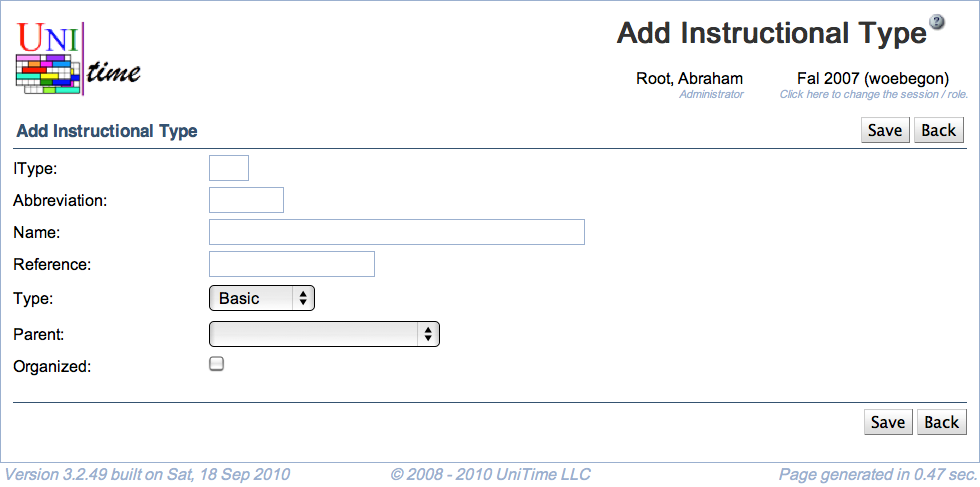 UNI
time
Add Instructional Type ?
Root, Abraham
Administrator
Fal 2007 (woebegon)
Click here to change the session / role.
Add Instructional Type
Save Back
IType:
Abbreviation:
Name:
Reference:
Type: Basic
Parent:
Organized:
Save Back
Version 3.2.49 built on Sat, 18 Sep 2010 © 2008 - 2010 UniTime LLC Page generated in 0.47 sec.